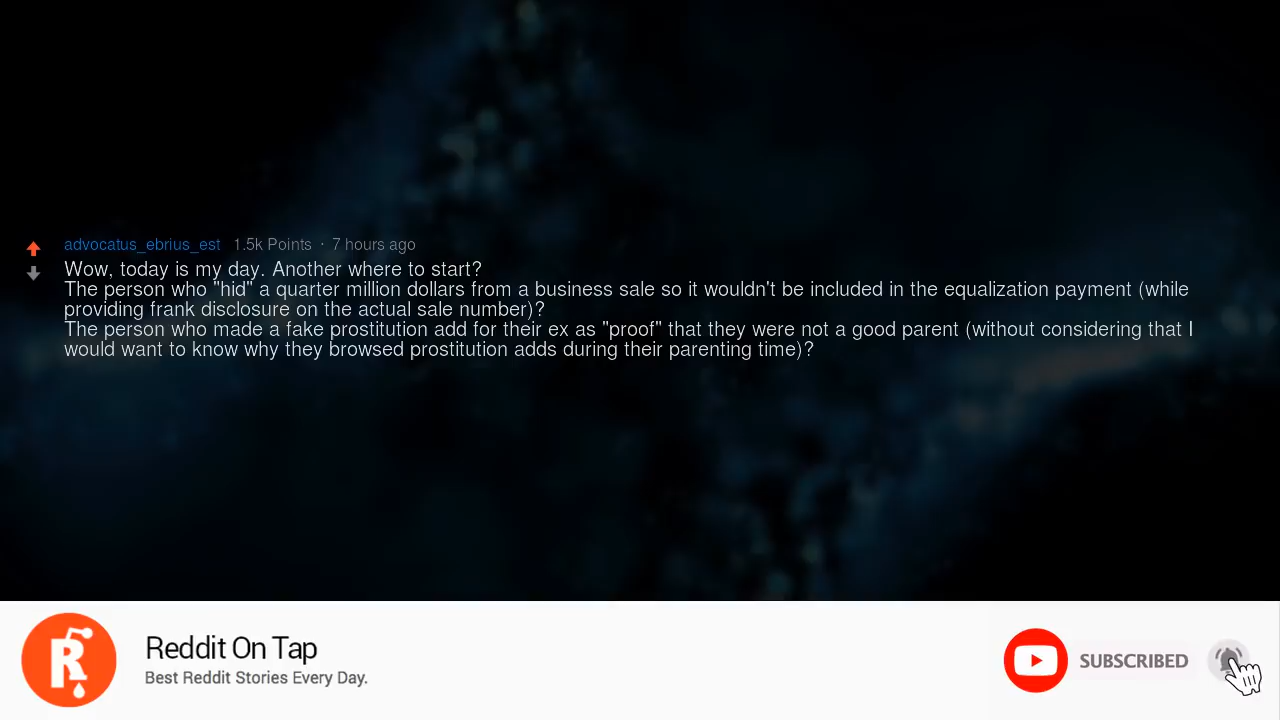 advocatus_ebrius_est 1.5k Points · 7 hours ago
Wow, today is my day. Another where to start?
The person who "hid" a quarter million dollars from a business sale so it wouldn't be included in the equalization payment (while
providing frank disclosure on the actual sale number)?
The person who made a fake prostitution add for their ex as "proof" that they were not a good parent (without considering that I
would want to know why they browsed prostitution adds during their parenting time)?
Reddit On Tap
Best Reddit Stories Every Day.
SUBSCRIBED